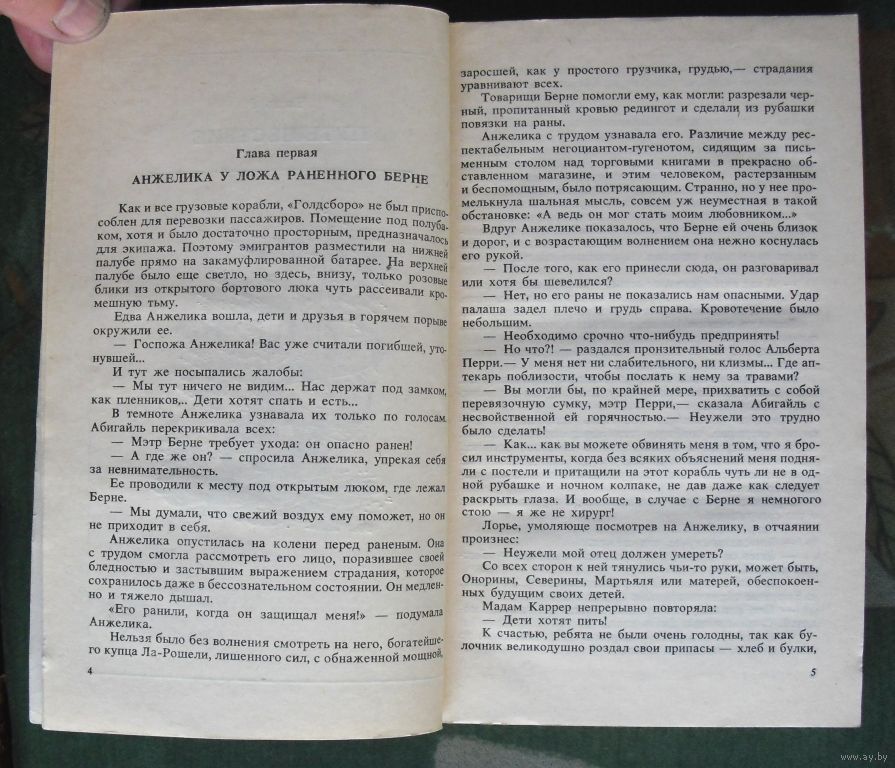 Глава первая
АНЖЕЛИКА У ЛОЖА РАНЕННОГО БЕРНЕ
Как и все грузовые корабли, «Голдсборо» не был приспо-
соблен для перевозки пассажиров. Помещение под полуба-
ком, хотя и было достаточно просторным, предназначалось
для экипажа. Поэтому эмигрантов разместили на нижней
палубе прямо на закамуфлированной батарее. На верхней
палубе было еще светло, но здесь, внизу, только розовые
блики из открытого бортового люка чуть рассеивали кро-
мешную тьму.
Едва Анжелика вошла, дети и друзья в горячем порыве
окружили ее.
— Госпожа Анжелика! Вас уже считали погибшей, уто-
нувшей...
И тут же посыпались жалобы:
— Мы тут ничего не видим... Нас держат под замком,
как пленников... Дети хотят спать и есть...
В темноте Анжелика узнавала их только по голосам.
Абигайль перекрикивала всех:
— Мэтр Берне требует ухода: он опасно ранен!
— А где же он? — спросила Анжелика, упрекая себя
за невнимательность.
Ее проводили к месту под открытым люком, где лежал
Берне.
— Мы думали, что свежий воздух ему поможет, но он
не приходит в себя.
Анжелика опустилась на колени перед раненым. Она
с трудом смогла рассмотреть его лицо, поразившее своей
бледностью и застывшим выражением страдания, которое
сохранилось даже в бессознательном состоянии. Он медлен-
но и тяжело дышал.
«Его ранили, когда он защищал меня!» — подумала
Анжелика.
Нельзя было без волнения смотреть на него, богатейше-
го купца Ла-Рошели, лишенного сил, с обнаженной мощной,
4
заросшей, как у простого грузчика, грудью,— страдания
уравнивают всех.
Товарищи Берне помогли ему, как могли: разрезали чер-
ный, пропитанный кровью редингот и сделали из рубашки
повязки на раны.
Анжелика с трудом узнавала его. Различие между рес-
пектабельным негоциантом-гугенотом, сидящим за пись-
менным столом над торговыми книгами в прекрасно об-
ставленном магазине, и этим человеком, растерзанным
и беспомощным, было потрясающим. Странно, но у нее про-
мелькнула шальная мысль, совсем уж неуместная в такой
обстановке: «А ведь он мог стать моим любовником...»
Вдруг Анжелике показалось, что Берне ей очень близок
и дорог, и с возрастающим волнением она нежно коснулась
его рукой.
— После того, как его принесли сюда, он разговаривал
или хотя бы шевелился?
— Нет, но его раны не показались нам опасными. Удар
палаша задел плечо и грудь справа. Кровотечение было
небольшим.
— Необходимо срочно что-нибудь предпринять!
— Но что?! — раздался пронзительный голос Альберта
Перри.— У меня нет ни слабительного, ни клизмы... Где ап-
текарь поблизости, чтобы послать к нему за травами?
— Вы могли бы, по крайней мере, прихватить с собой
перевязочную сумку, мэтр Перри,— сказала Абигайль с
несвойственной ей горячностью.— Неужели это трудно
было сделать!
— Как... как вы можете обвинять меня в том, что я бро-
сил инструменты, когда без всяких объяснений меня подня-
ли с постели и притащили на этот корабль чуть ли не в од-
ной рубашке и ночном колпаке, не дав даже как следует
раскрыть глаза. И вообще, в случае с Берне я немногого
стою — я же не хирург!
Лорье, умоляюще посмотрев на Анжелику, в отчаянии
произнес:
— Неужели мой отец должен умереть?
Со всех сторон к ней тянулись чьи-то руки, может быть,
Онорины, Северины, Мартьяля или матерей, обеспокоен-
ных будущим своих детей.
Мадам Каррер непрерывно повторяла:
— Дети хотят пить!
К счастью, ребята не были очень голодны, так как бу-
лочник великодушно роздал свои припасы — хлеб и булки,
5
www.ay.by